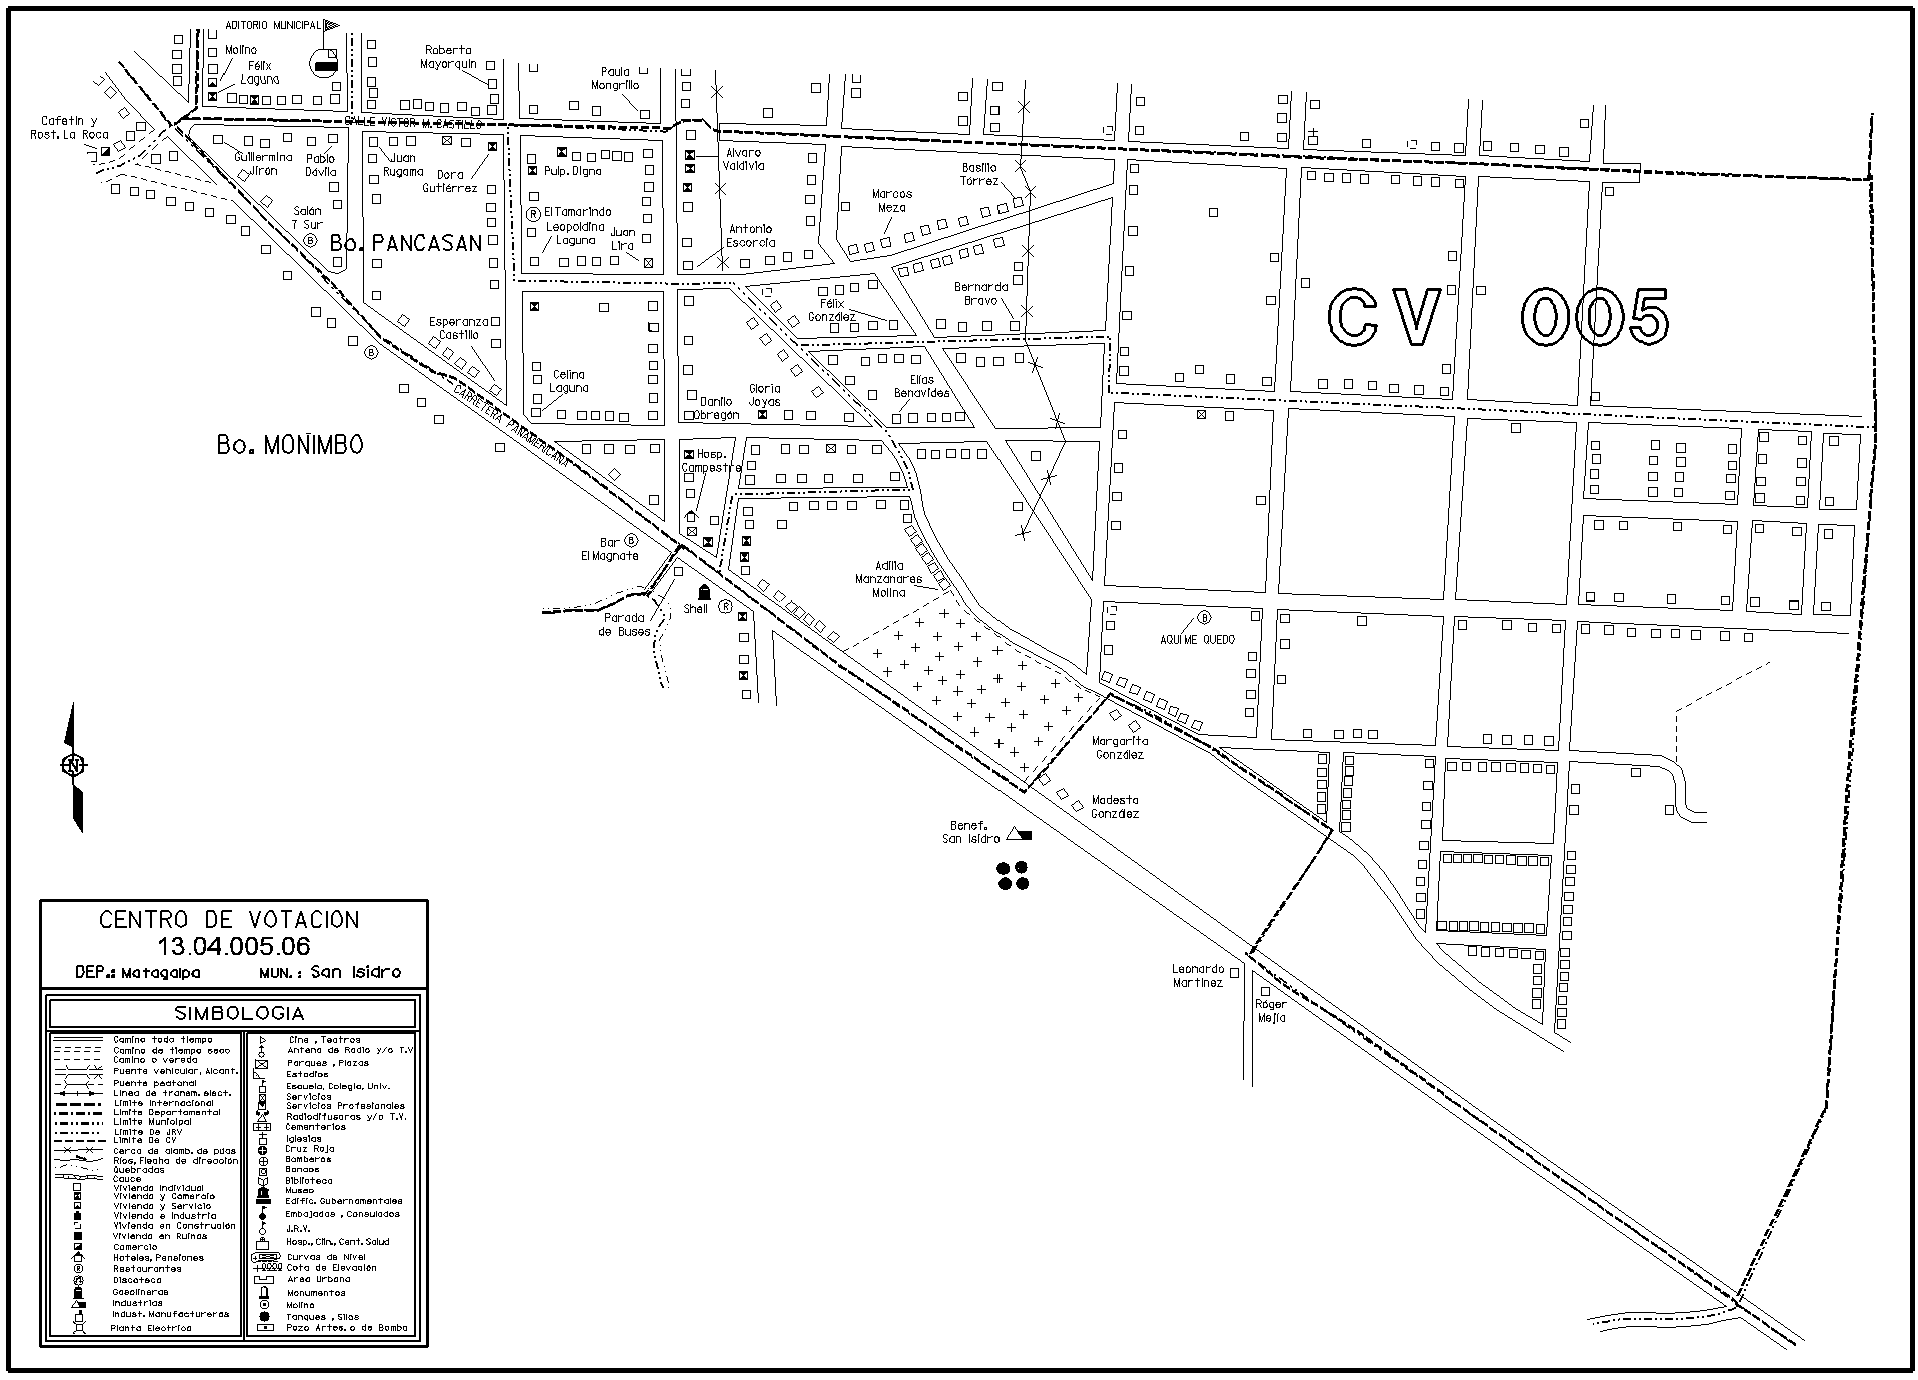 ADITORIO MUNICIPAL
Molino
Félix
Laguna
Roberta
Mayorquin
Paula
Mongrillo
Cafetin y
Rost. La Roca
CALLE VICTOR M. CASTILLO
Guillermina
Jirón
Pablo
Dávila
Juan
Rugama
Dora
Gutiérrez
Pulp. Digna
Alvaro
Valdivia
Basilio
Tórrez
Marcos
Meza
Salón
7 Sur
B
Bo. PANCASAN
R
El Tamarindo
Leopoldina
Laguna
Juan
Lira
Antonio
Escorcia
Bernarda
Bravo
Félix
González
CV 005
Esperanza
Castillo
B
Celina
Laguna
Danilo
Obregón
Gloria
Joyas
Elías
Benavides
CARRETERA PANAMERICANA
Bo. MOÑIMBO
Hosp.
Campestre
Bar
El Magnate
B
Adilia
Manzanares
Molina
Shell
R
Parada
de Buses
B
AQUI ME QUEDO
Margarita
González
Modesta
González
N
Benef.
San Isidro
Leonardo
Martínez
Róger
Mejía
CENTRO DE VOTACION
13.04.005.06
DEP.: Matagalpa MUN.: San Isidro
SIMBOLOGIA
Camino todo tiempo
Camino de tiempo seco
Camino o vereda
Puente vehicular, Alcant.
Puente peatonal
Linea de transm. elect.
Limite Internacional
Limite Departamental
Limite Municipal
Limite De JRV
Limite De CV
Cerca de alamb. de puas
Ríos, Flecha de dirección
Quebradas
Cauce
Vivienda Individual
Vivienda y Comercio
Vivienda y Servicio
Vivienda e Industria
Vivienda en Construción
Vivienda en Ruinas
Comercio
Hoteles, Pensiones
Restaurantes
Discoteca
Gasolineras
Industrias
Indust. Manufactureras
Planta Electrica
Cine , Teatros
Antena de Radio y/o T.V
Parques , Plazas
Estadios
Escuela, Colegio, Univ.
Servicios
Servicios Profesionales
Radiodifusoras y/o T.V.
Cementerios
Iglesias
Cruz Roja
Bomberos
Bancos
Biblioteca
Museo
Edific. Gubernamentales
Embajadas , Consulados
J.R.V.
Hosp., Clin., Cent. Salud
Curvas de Nivel
Cota de Elevación
Area Urbana
Monumentos
Molino
Tanques , Silos
Pozo Artes. o de Bomba